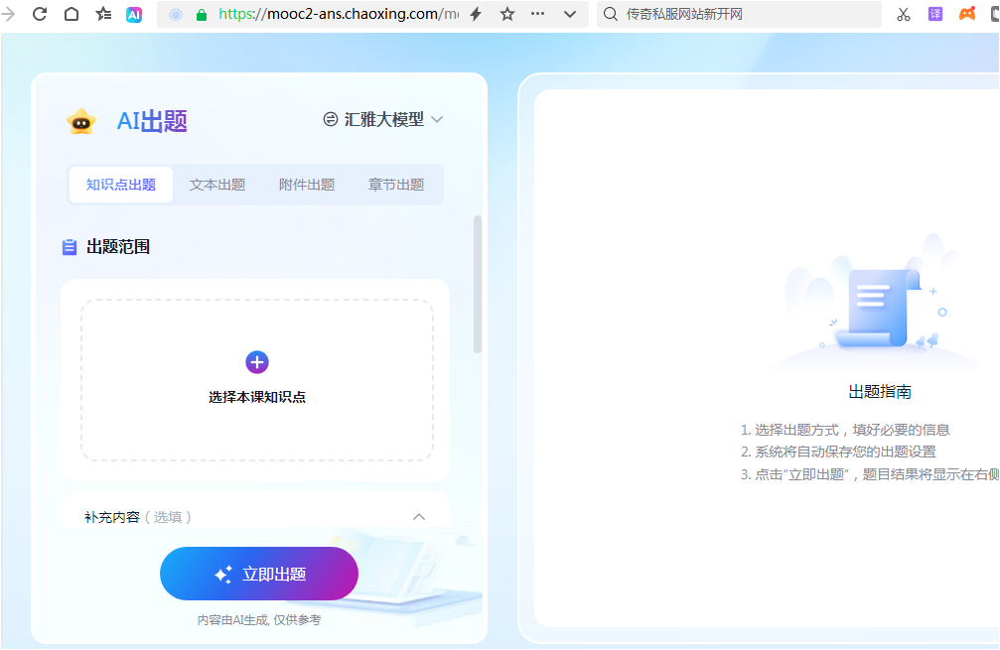 AI https://mooc2-ans.chaoxing.com/m 传奇私服网站新开网 译
AI出题 汇雅大模型
知识点出题 文本出题 附件出题 章节出题
出题范围
选择本课知识点
补充内容（选填）
立即出题
内容由AI生成, 仅供参考
出题指南
1. 选择出题方式，填好必要的信息
2. 系统将自动保存您的出题设置
3. 点击“立即出题”，题目结果将显示在右侧